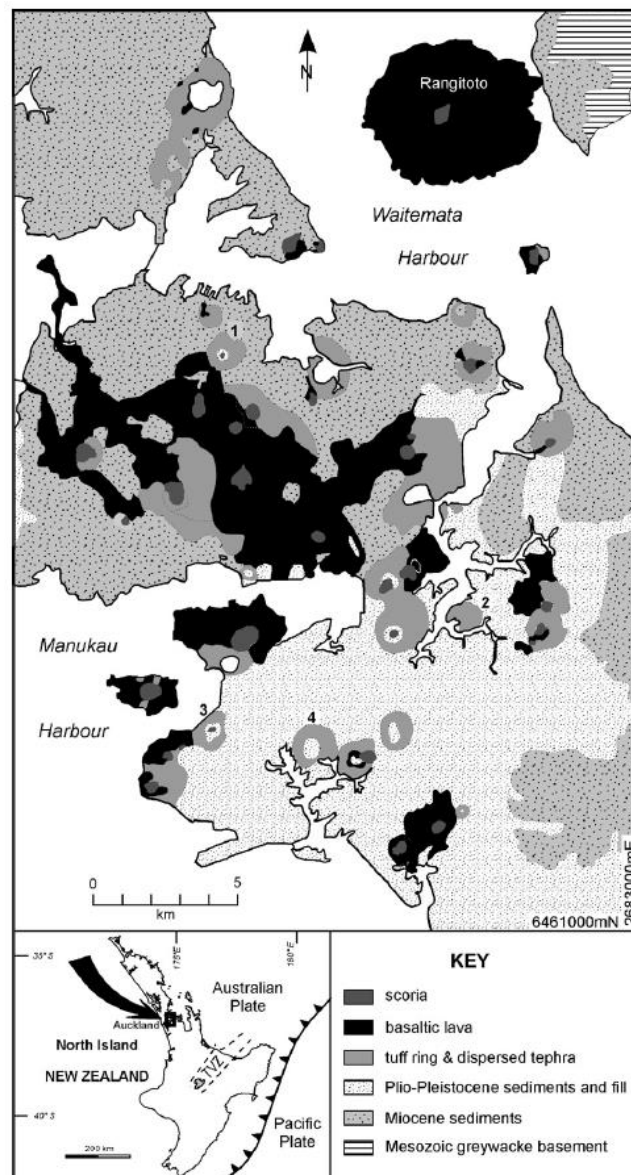 N
Rangitoto
Waitemata
Harbour
1
2
Manukau
Harbour
3
4
0 5
km
2683000mE
6461000mN
35°S
175°E
180°E
Australian
Plate
Auckland
North Island
NEW ZEALAND
TVZ
40°S
Pacific
Plate
200 km
KEY
scoria
basaltic lava
tuff ring & dispersed tephra
Plio-Pleistocene sediments and fill
Miocene sediments
Mesozoic greywacke basement